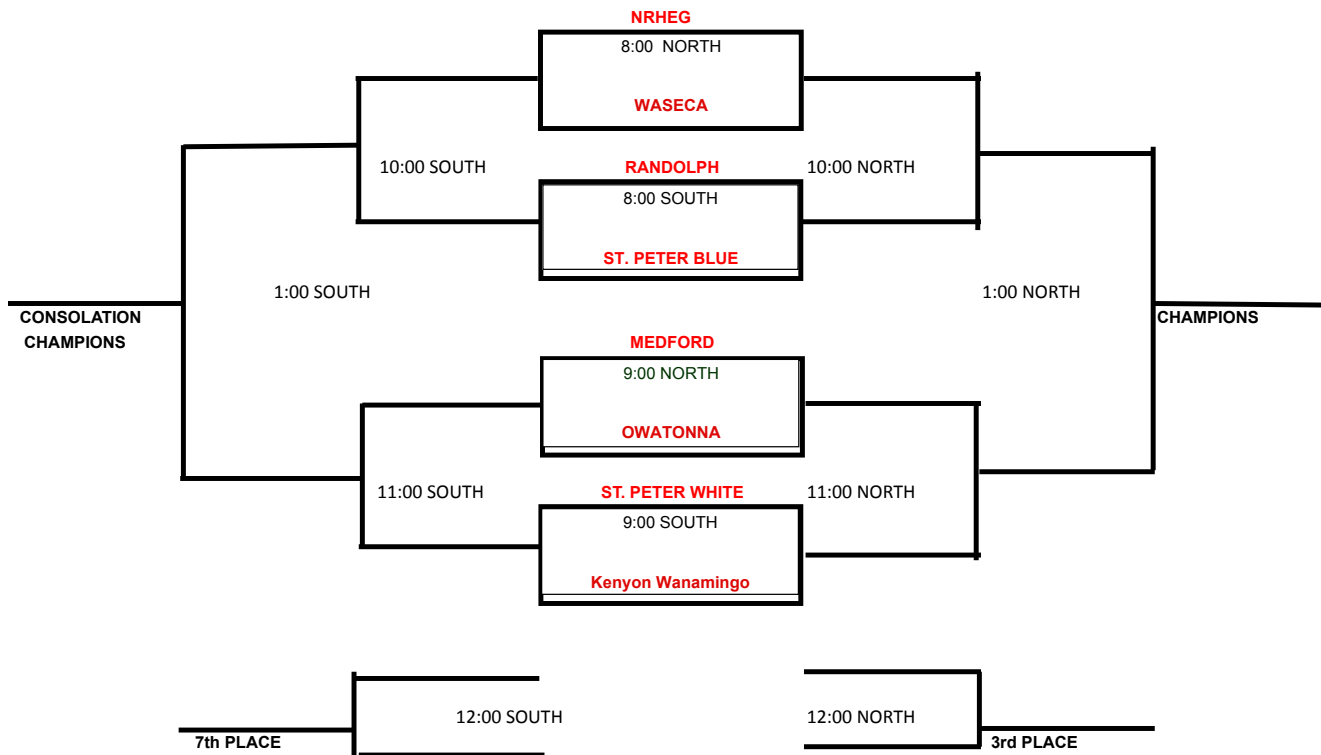 NRHEG
8:00  NORTH
WASECA
10:00 SOUTH
RANDOLPH
10:00 NORTH
8:00 SOUTH
ST. PETER BLUE
1:00 SOUTH
1:00 NORTH
CONSOLATION
CHAMPIONS
CHAMPIONS
MEDFORD
9:00 NORTH
OWATONNA
11:00 SOUTH
ST. PETER WHITE
11:00 NORTH
9:00 SOUTH
Kenyon Wanamingo
12:00 SOUTH
12:00 NORTH
7th PLACE
3rd PLACE